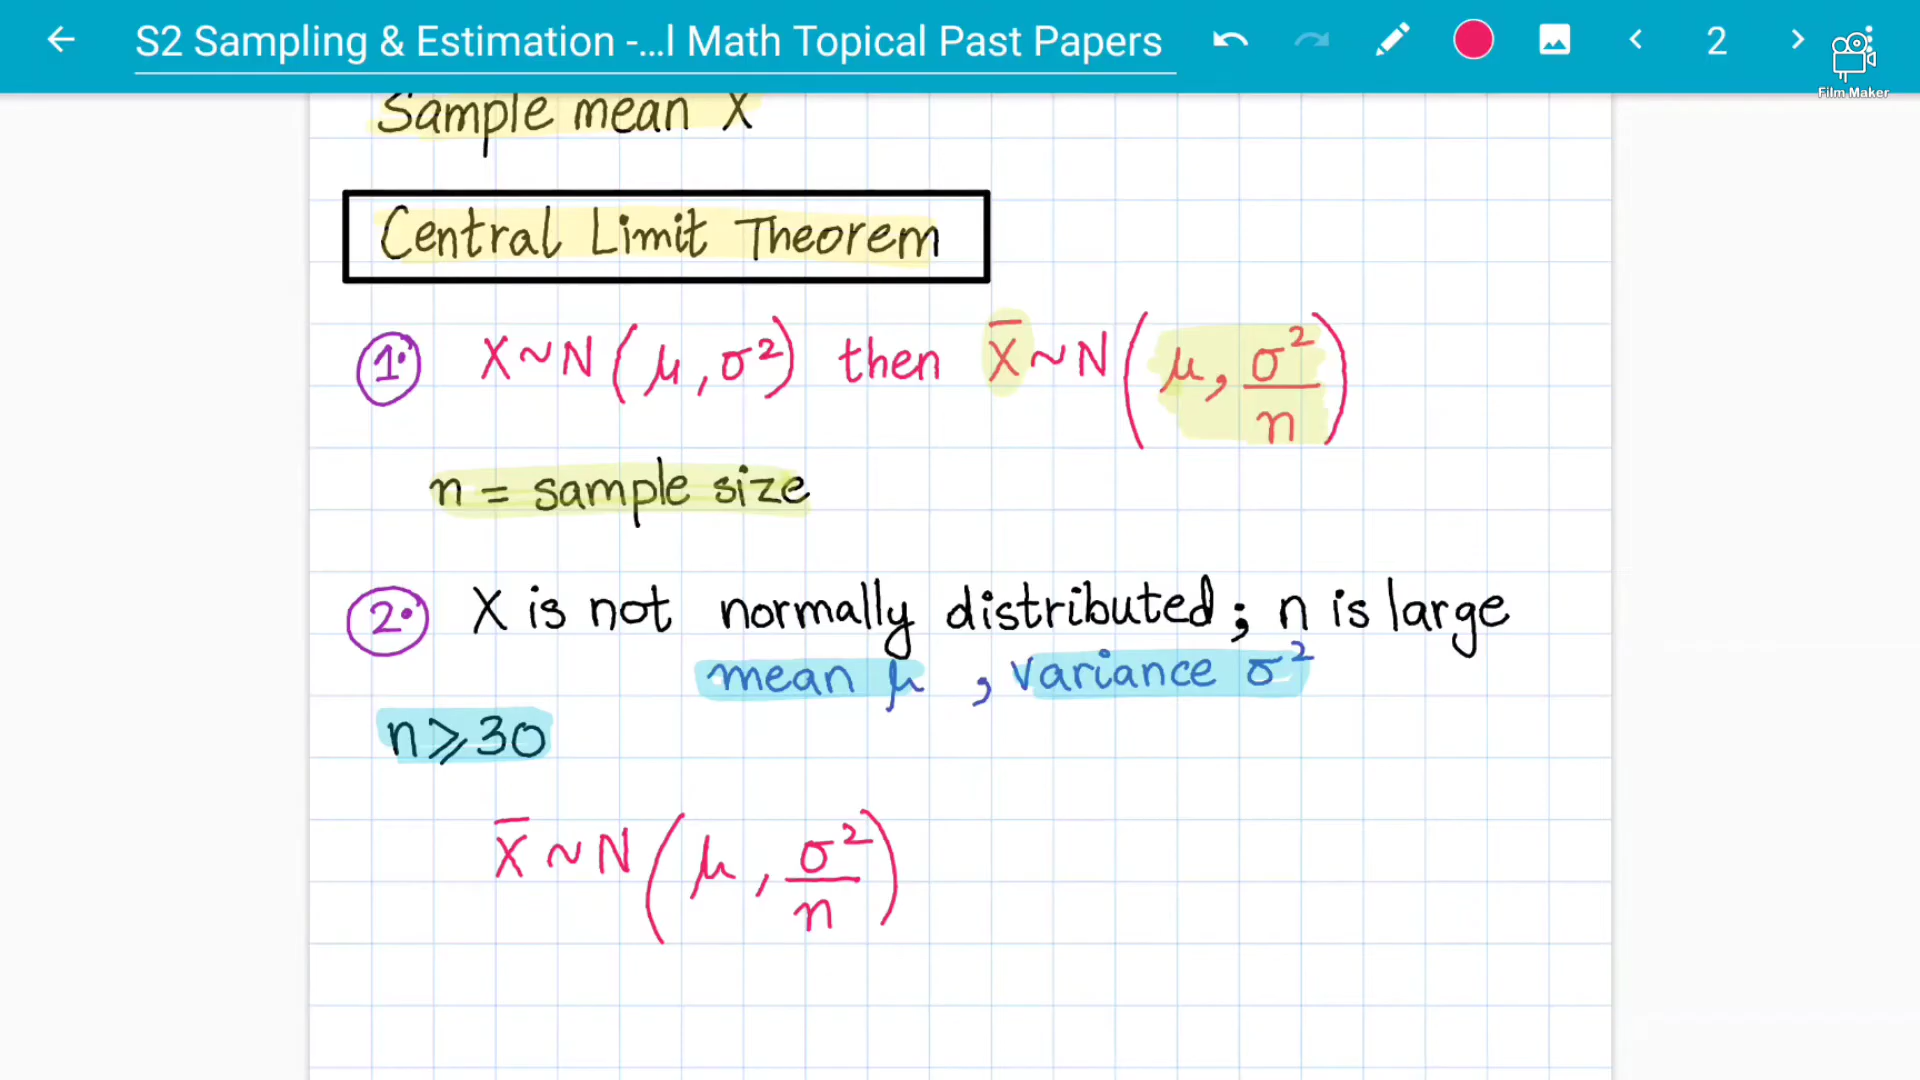 S2 Sampling & Estimation -...l Math Topical Past Papers
2
Film Maker
Sample mean X
Central Limit Theorem
1. X~N(μ, σ²) then X̄~N(μ, σ²/n)
n = sample size
2. X is not normally distributed; n is large
mean μ , variance σ²
n⩾30
X̄~N(μ, σ²/n)